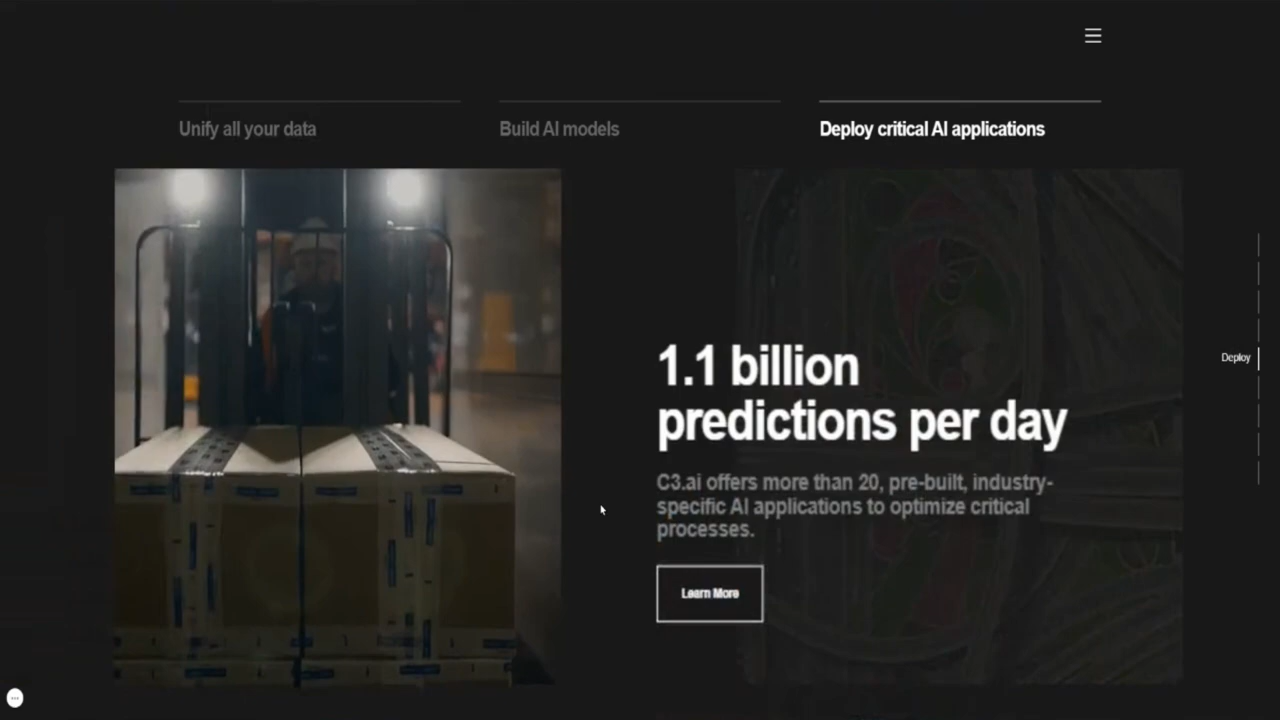 Unify all your data
Build AI models
Deploy critical AI applications
1.1 billion
predictions per day
Deploy
C3.ai offers more than 20, pre-built, industry-
specific AI applications to optimize critical
processes.
Learn More